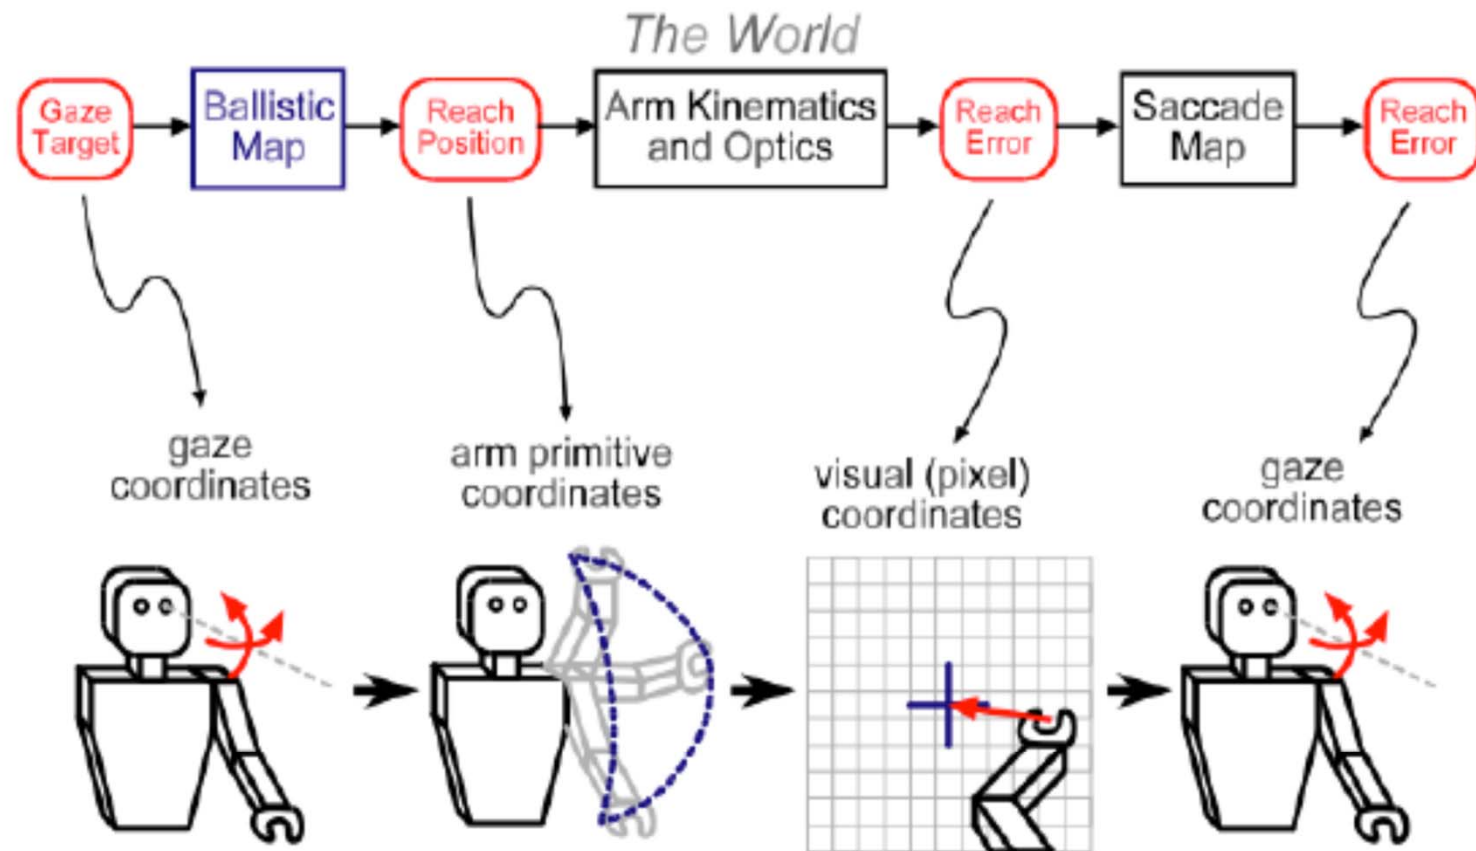 The World
Gaze
Target
Ballistic
Map
Reach
Position
Arm Kinematics
and Optics
Reach
Error
Saccade
Map
Reach
Error
gaze
coordinates
arm primitive
coordinates
visual (pixel)
coordinates
gaze
coordinates